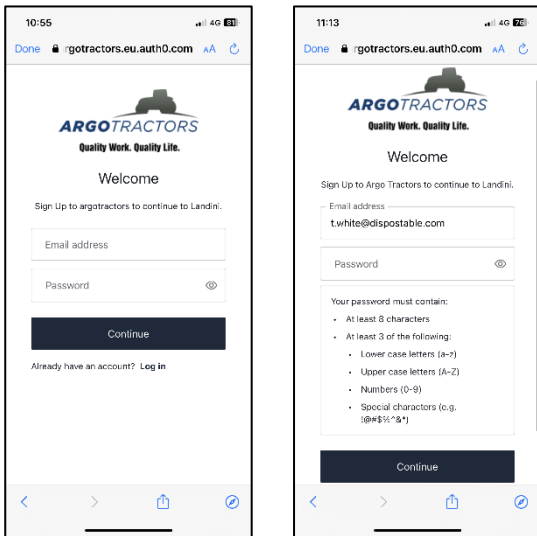 10:55
4G 81
Done rgotractors.eu.auth0.com AA
ARGOTRACTORS
Quality Work. Quality Life.
Welcome
Sign Up to argotractors to continue to Landini.
Email address
Password
Continue
Already have an account? Log in
11:13
4G 76
Done rgotractors.eu.auth0.com AA
ARGOTRACTORS
Quality Work. Quality Life.
Welcome
Sign Up to Argo Tractors to continue to Landini.
Email address
t.white@dispostable.com
Password
Your password must contain:
• At least 8 characters
• At least 3 of the following:
• Lower case letters (a-z)
• Upper case letters (A-Z)
• Numbers (0-9)
• Special characters (e.g.
!@#$%^&*)
Continue